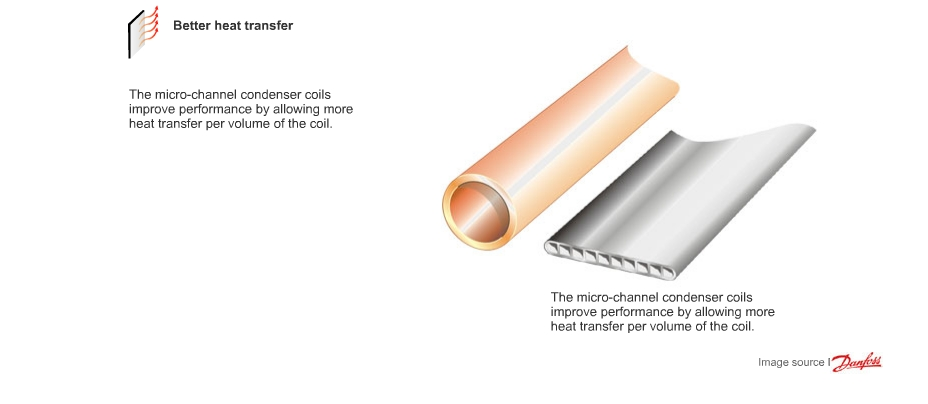 Better heat transfer
The micro-channel condenser coils
improve performance by allowing more
heat transfer per volume of the coil.
The micro-channel condenser coils
improve performance by allowing more
heat transfer per volume of the coil.
Image source I Danfoss